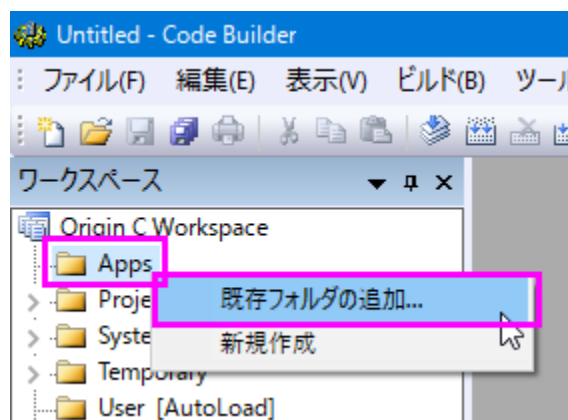 Untitled - Code Builder
ファイル(F) 編集(E) 表示(V) ビルド(B) ツール
ワークスペース
Origin C Workspace
Apps
既存フォルダの追加...
Proje
新規作成
Syste
Temporary
User [AutoLoad]